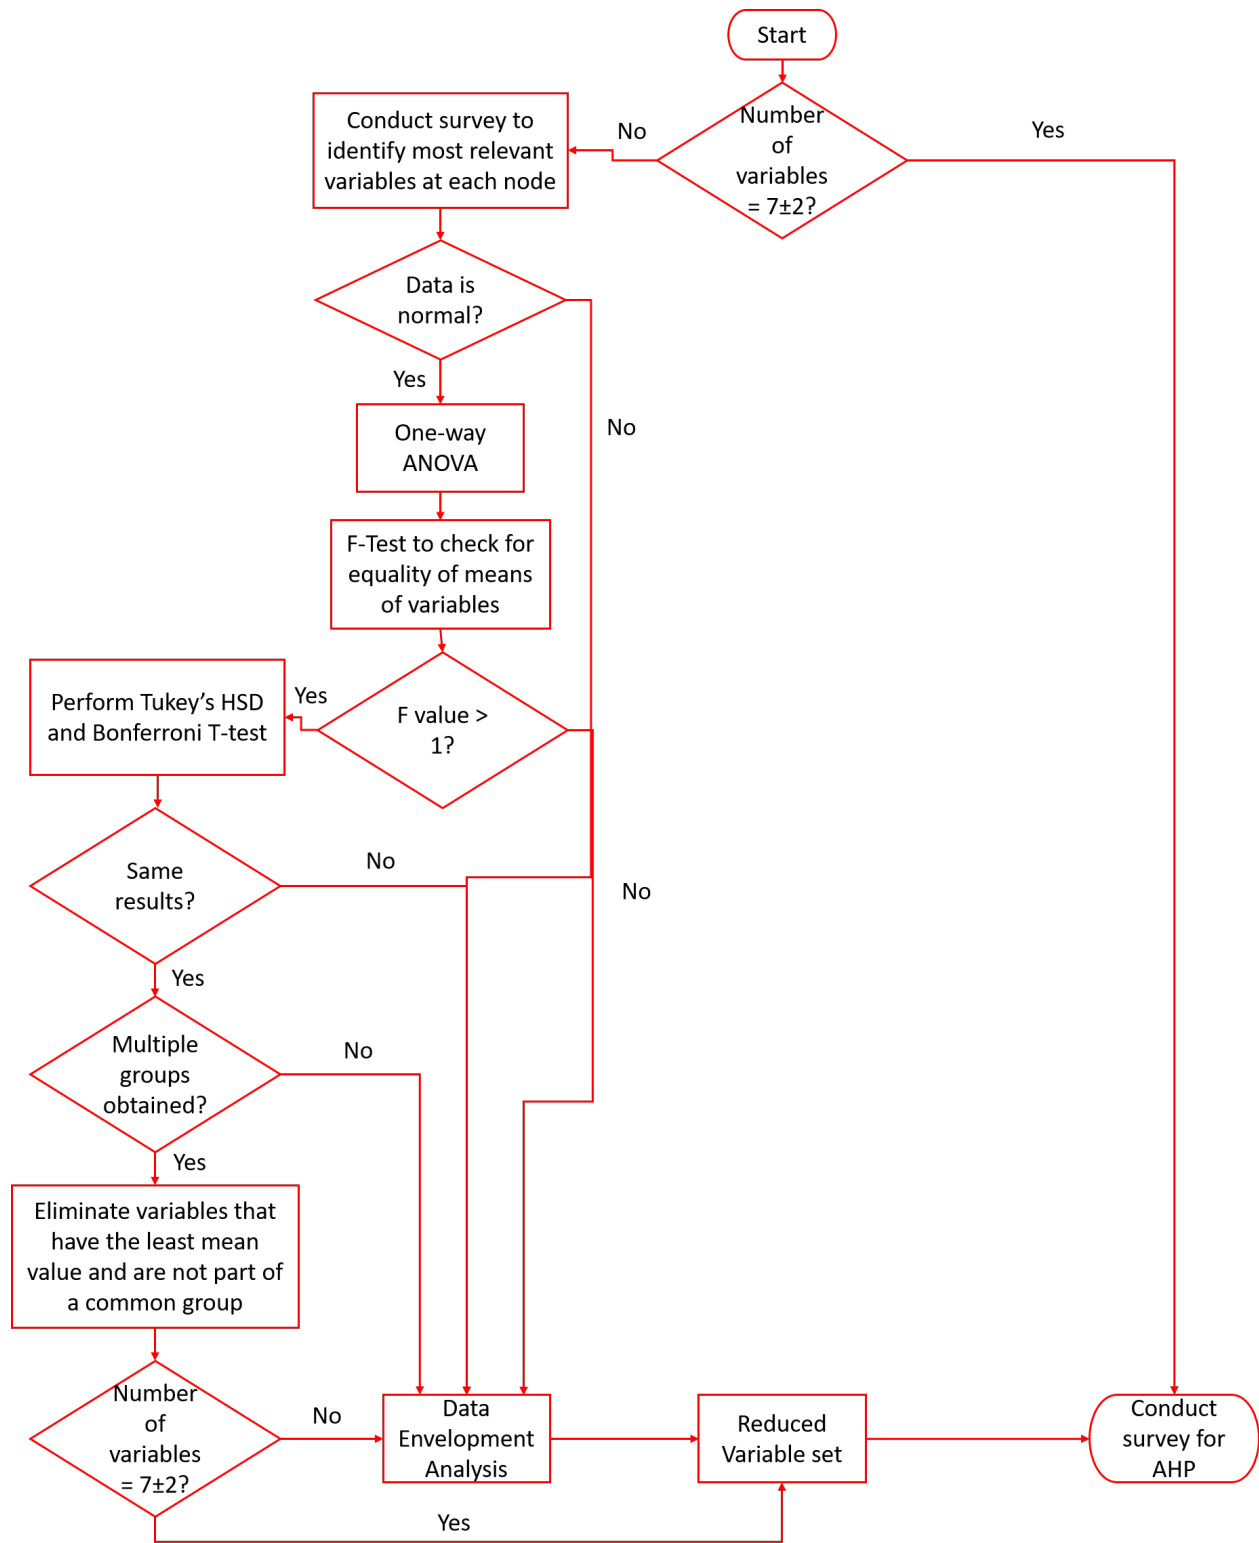 Start
Number
of
variables
= 7±2?
Yes
No
Conduct survey to
identify most relevant
variables at each node
Data is
normal?
Yes
No
One-way
ANOVA
F-Test to check for
equality of means
of variables
F value >
1?
Yes
No
Perform Tukey’s HSD
and Bonferroni T-test
Same
results?
No
Yes
Multiple
groups
obtained?
No
Yes
Eliminate variables that
have the least mean
value and are not part of
a common group
Number
of
variables
= 7±2?
No
Yes
Data
Envelopment
Analysis
Reduced
Variable set
Conduct
survey for
AHP